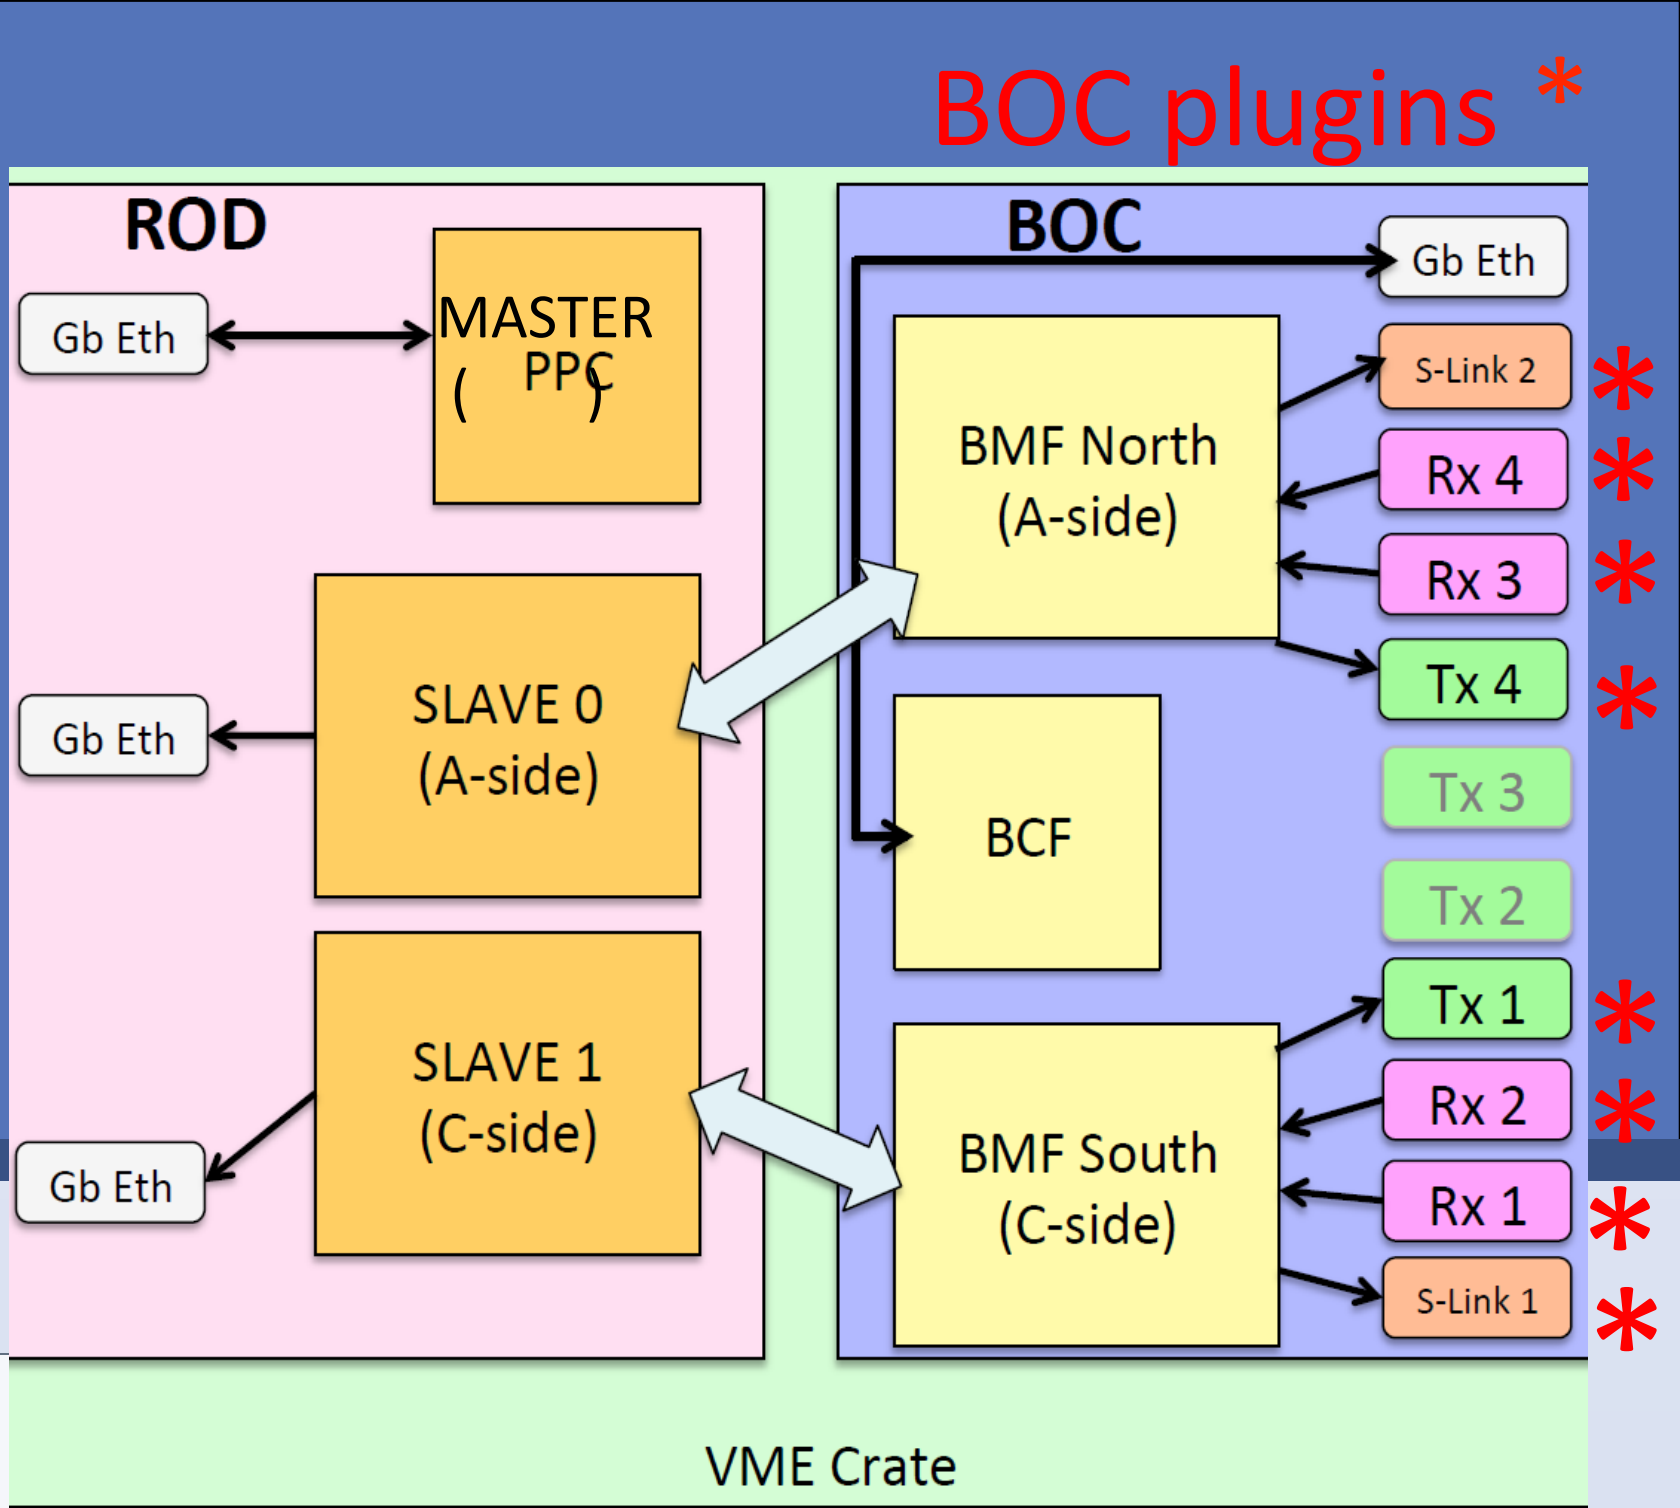 BOC plugins *
ROD
Gb Eth
MASTER
( PPC )
SLAVE 0
(A-side)
Gb Eth
SLAVE 1
(C-side)
Gb Eth
BOC
Gb Eth
BMF North
(A-side)
S-Link 2 *
Rx 4 *
Rx 3 *
Tx 4 *
Tx 3
BCF
Tx 2
Tx 1 *
BMF South
(C-side)
Rx 2 *
Rx 1 *
S-Link 1 *
VME Crate